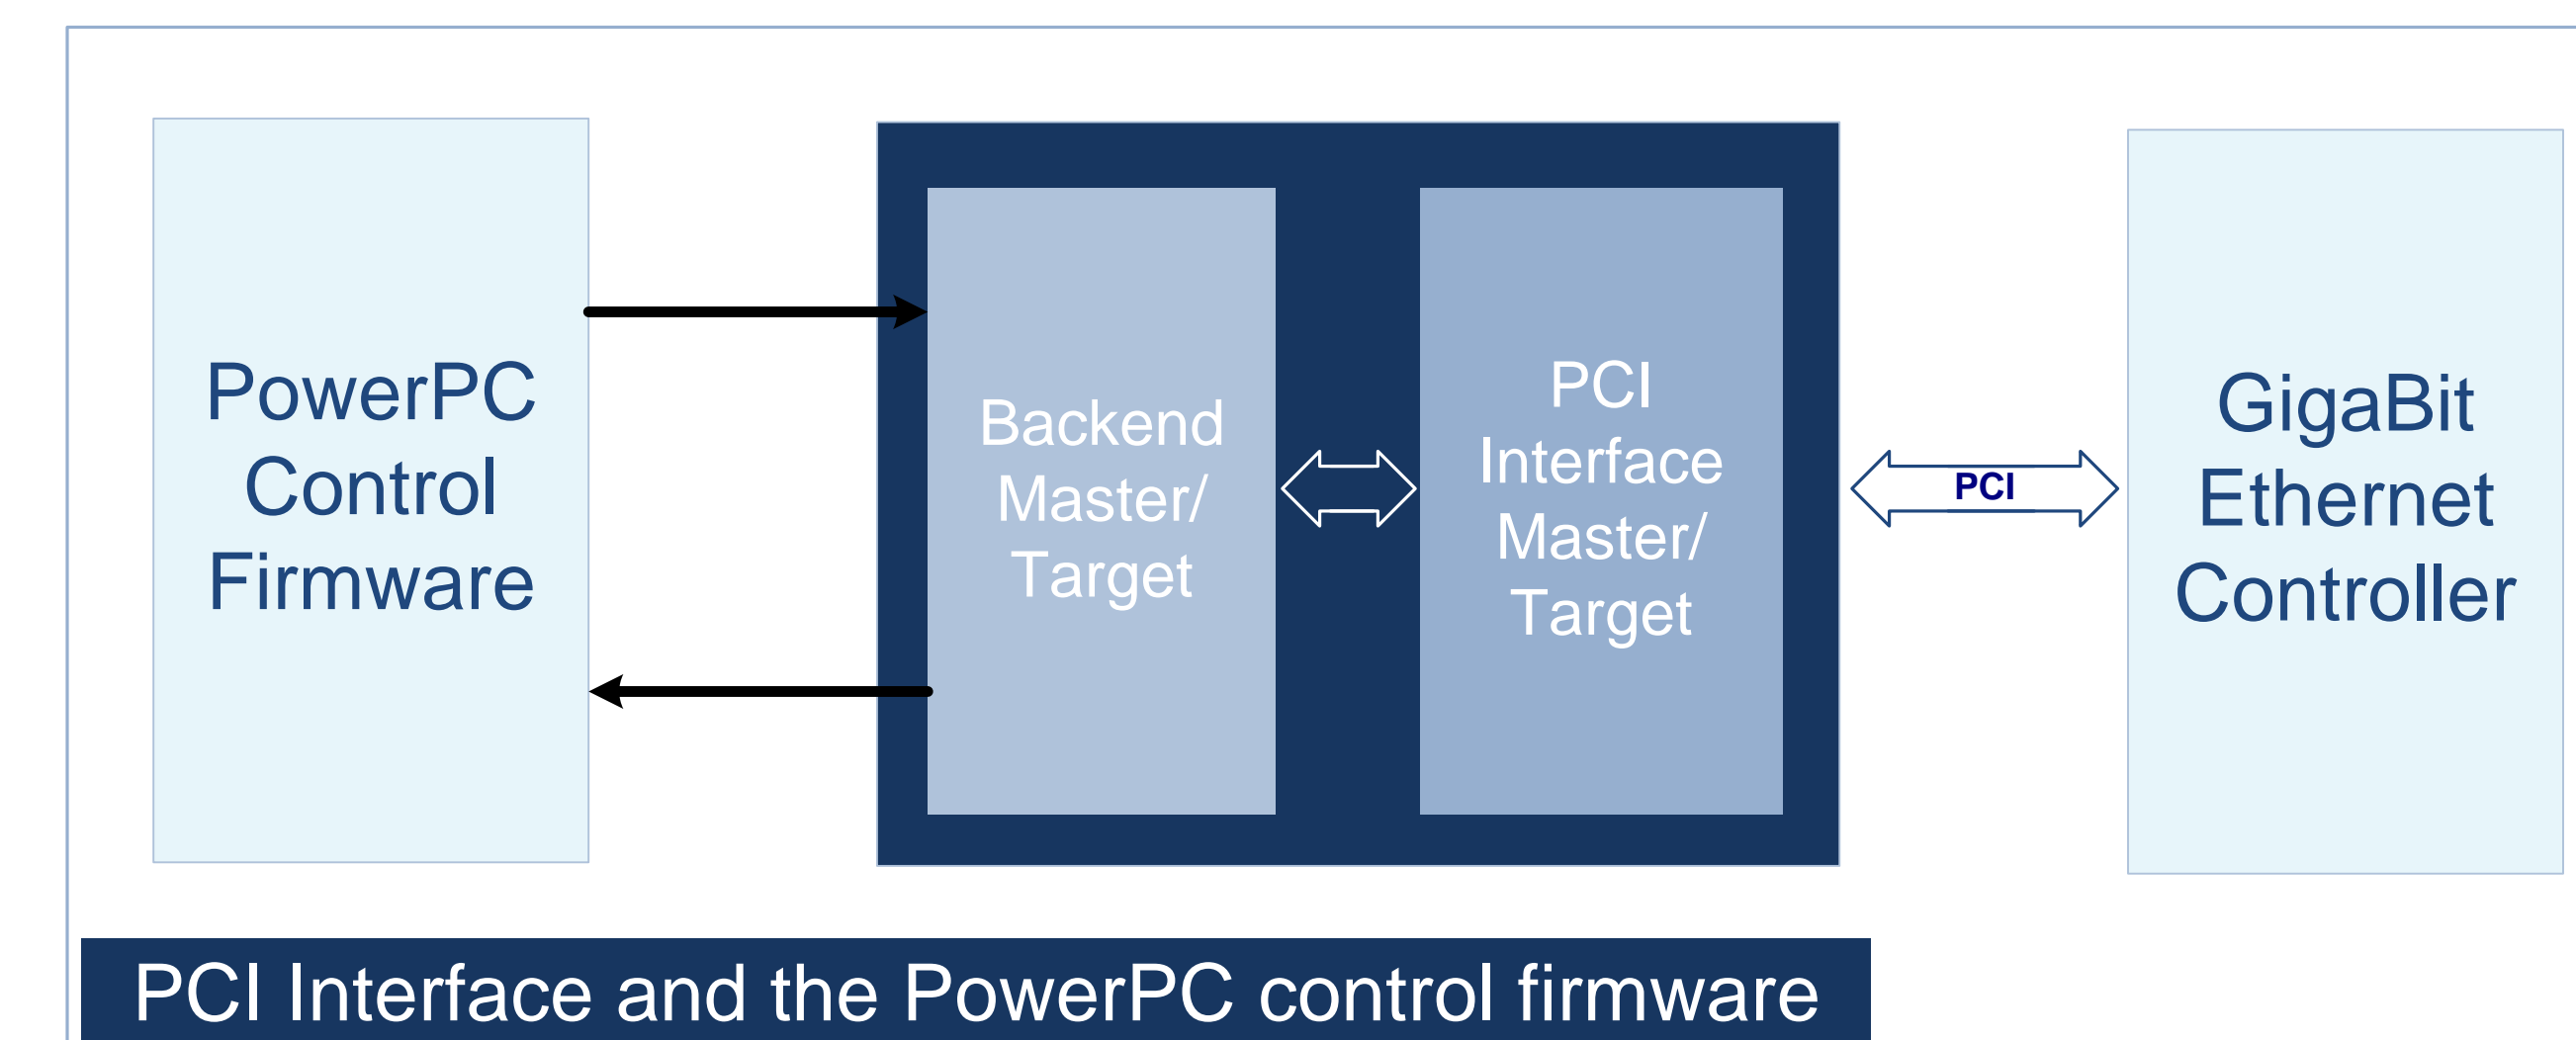 PowerPC
Control
Firmware
Backend
Master/
Target
PCI
Interface
Master/
Target
PCI
GigaBit
Ethernet
Controller
PCI Interface and the PowerPC control firmware